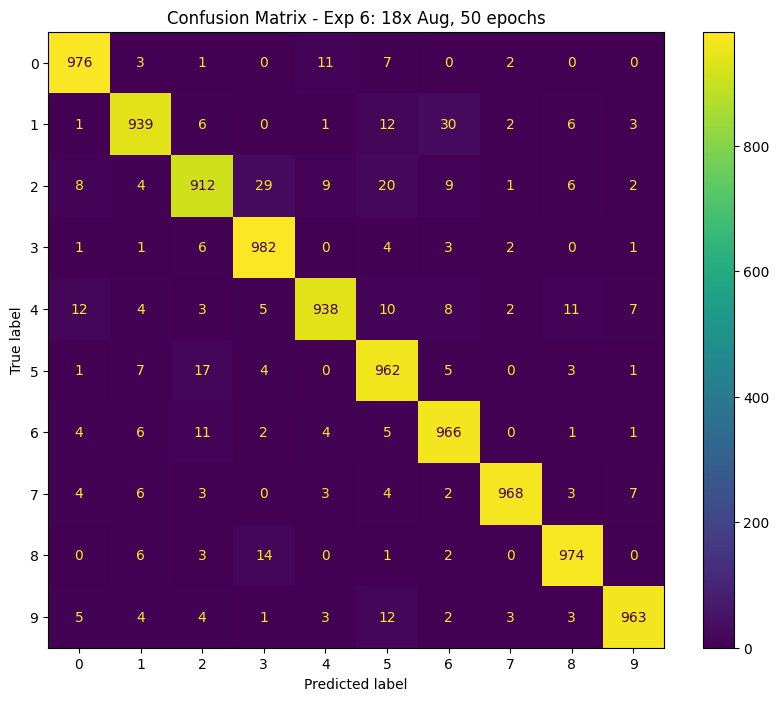 Confusion Matrix - Exp 6: 18x Aug, 50 epochs
0 976 3 1 0 11 7 0 2 0 0
1 1 939 6 0 1 12 30 2 6 3
2 8 4 912 29 9 20 9 1 6 2
3 1 1 6 982 0 4 3 2 0 1
4 12 4 3 5 938 10 8 2 11 7
5 1 7 17 4 0 962 5 0 3 1
6 4 6 11 2 4 5 966 0 1 1
7 4 6 3 0 3 4 2 968 3 7
8 0 6 3 14 0 1 2 0 974 0
9 5 4 4 1 3 12 2 3 3 963
0 1 2 3 4 5 6 7 8 9
Predicted label
True label
800
600
400
200
0